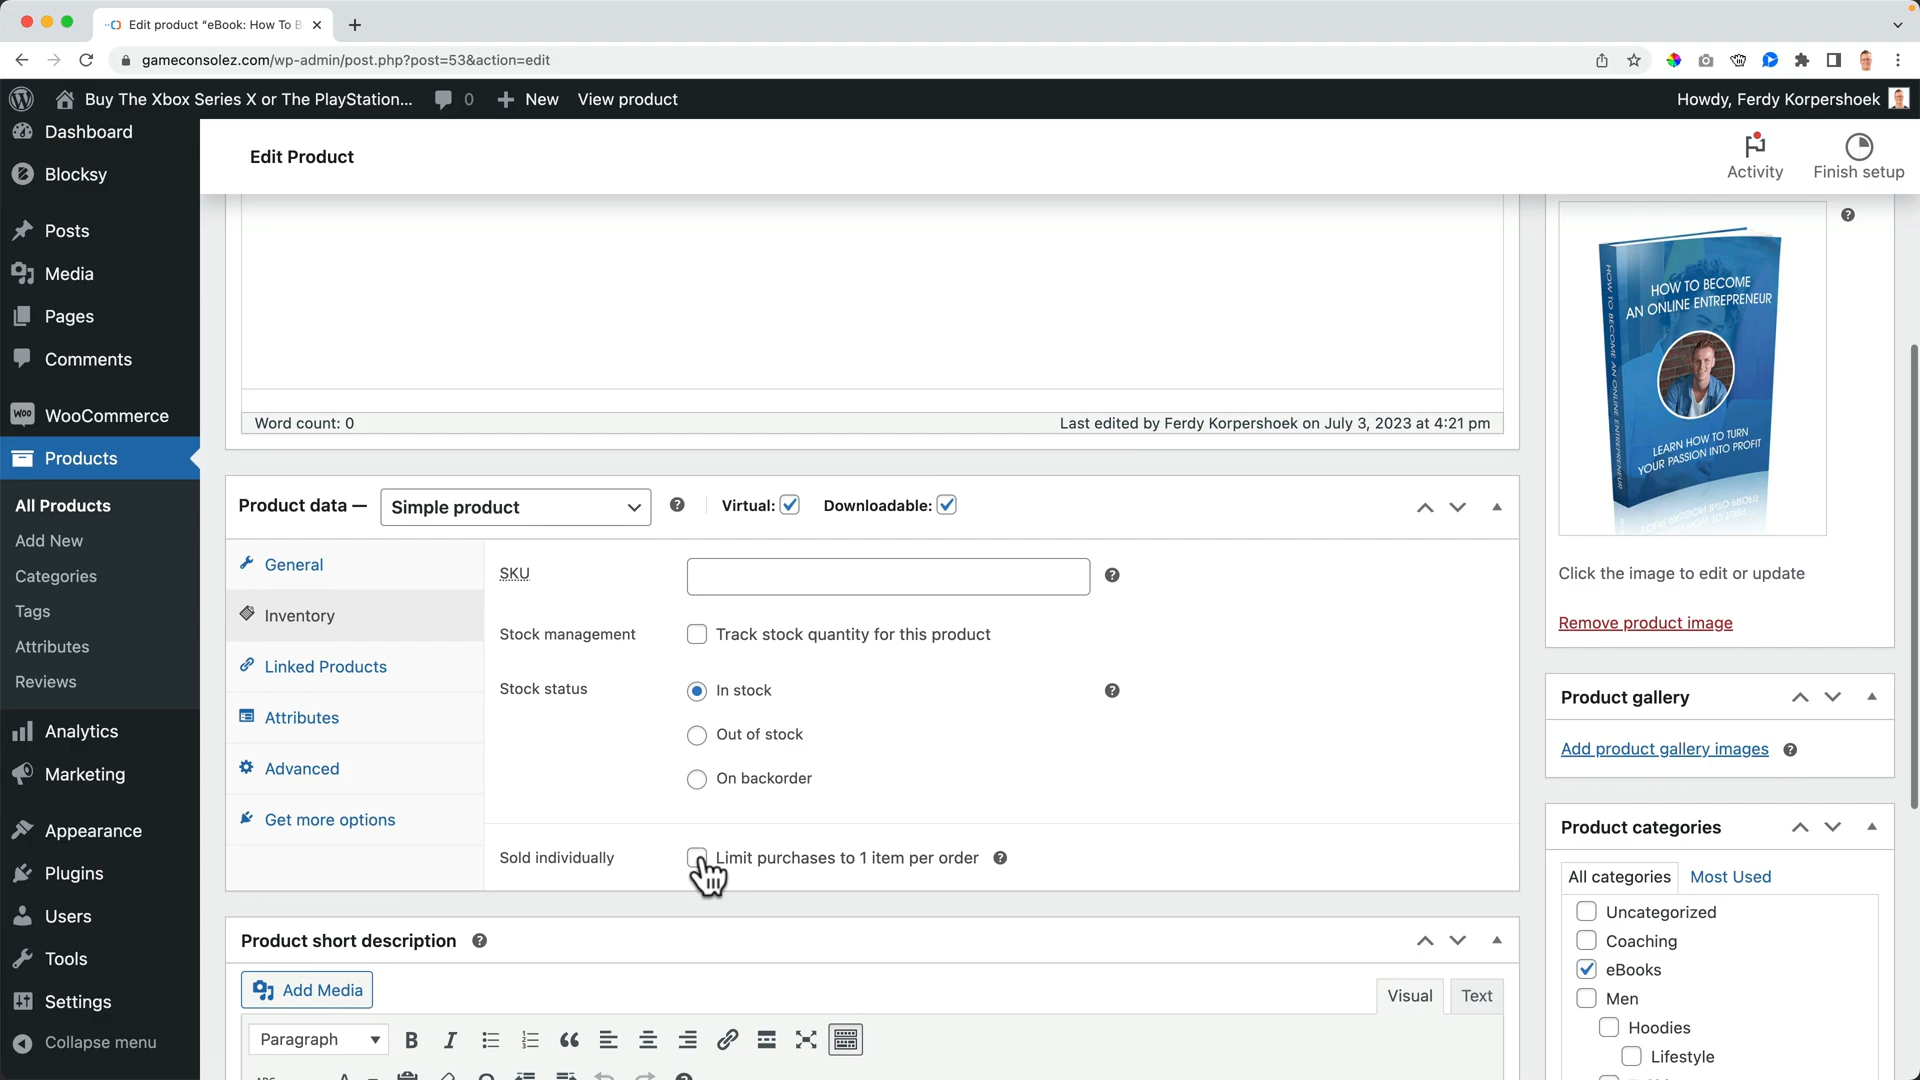 Edit product “eBook: How To B
gameconsolez.com/wp-admin/post.php?post=53&action=edit
Buy The Xbox Series X or The PlayStation... 0 New View product Howdy, Ferdy Korpershoek
Dashboard
Blocksy
Posts
Media
Pages
Comments
WooCommerce
Products
All Products
Add New
Categories
Tags
Attributes
Reviews
Analytics
Marketing
Appearance
Plugins
Users
Tools
Settings
Collapse menu
Edit Product
Activity
Finish setup
Word count: 0 Last edited by Ferdy Korpershoek on July 3, 2023 at 4:21 pm
Product data — Simple product Virtual: Downloadable:
General
Inventory
Linked Products
Attributes
Advanced
Get more options
SKU
Stock management Track stock quantity for this product
Stock status In stock
Out of stock
On backorder
Sold individually Limit purchases to 1 item per order
Product short description
Add Media
Visual Text
Paragraph
HOW TO BECOME AN ONLINE ENTREPRENEUR
HOW TO BECOME
AN ONLINE ENTREPRENEUR
LEARN HOW TO TURN
YOUR PASSION INTO PROFIT
Click the image to edit or update
Remove product image
Product gallery
Add product gallery images
Product categories
All categories Most Used
Uncategorized
Coaching
eBooks
Men
Hoodies
Lifestyle